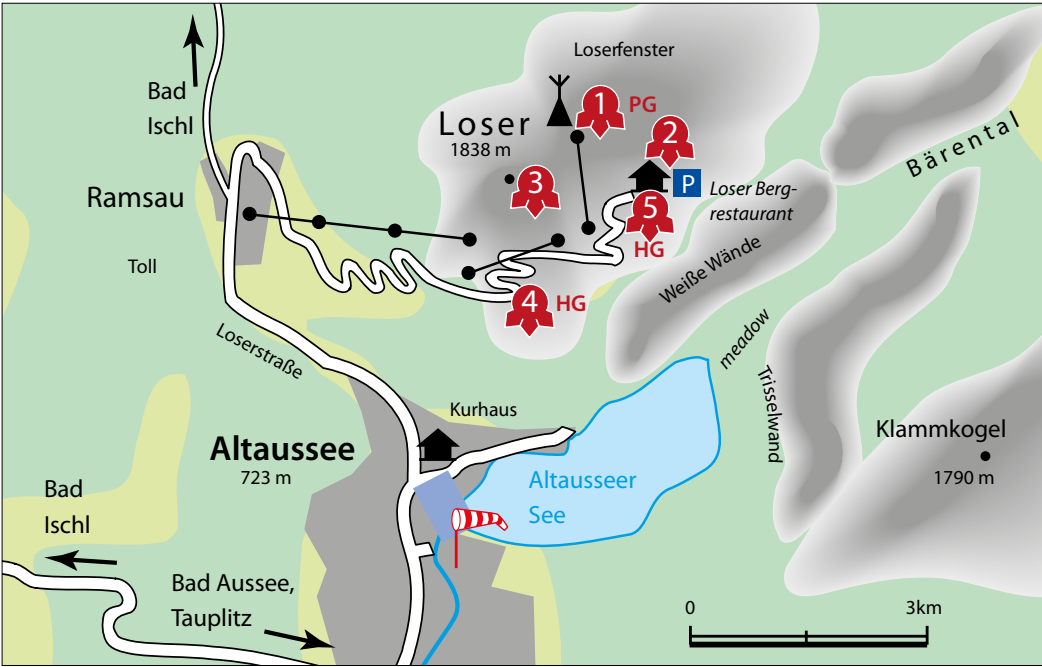 Loserfenster
Bad
Ischl
1
PG
Loser
1838 m
2
P
3
Ramsau
Loser Berg-
restaurant
5
HG
Bärental
Toll
Weiße Wände
4
HG
Loserstraße
meadow
Trisselwand
Kurhaus
Altaussee
723 m
Klammkogel
1790 m
Altausseer
See
Bad
Ischl
Bad Aussee,
Tauplitz
0
3km